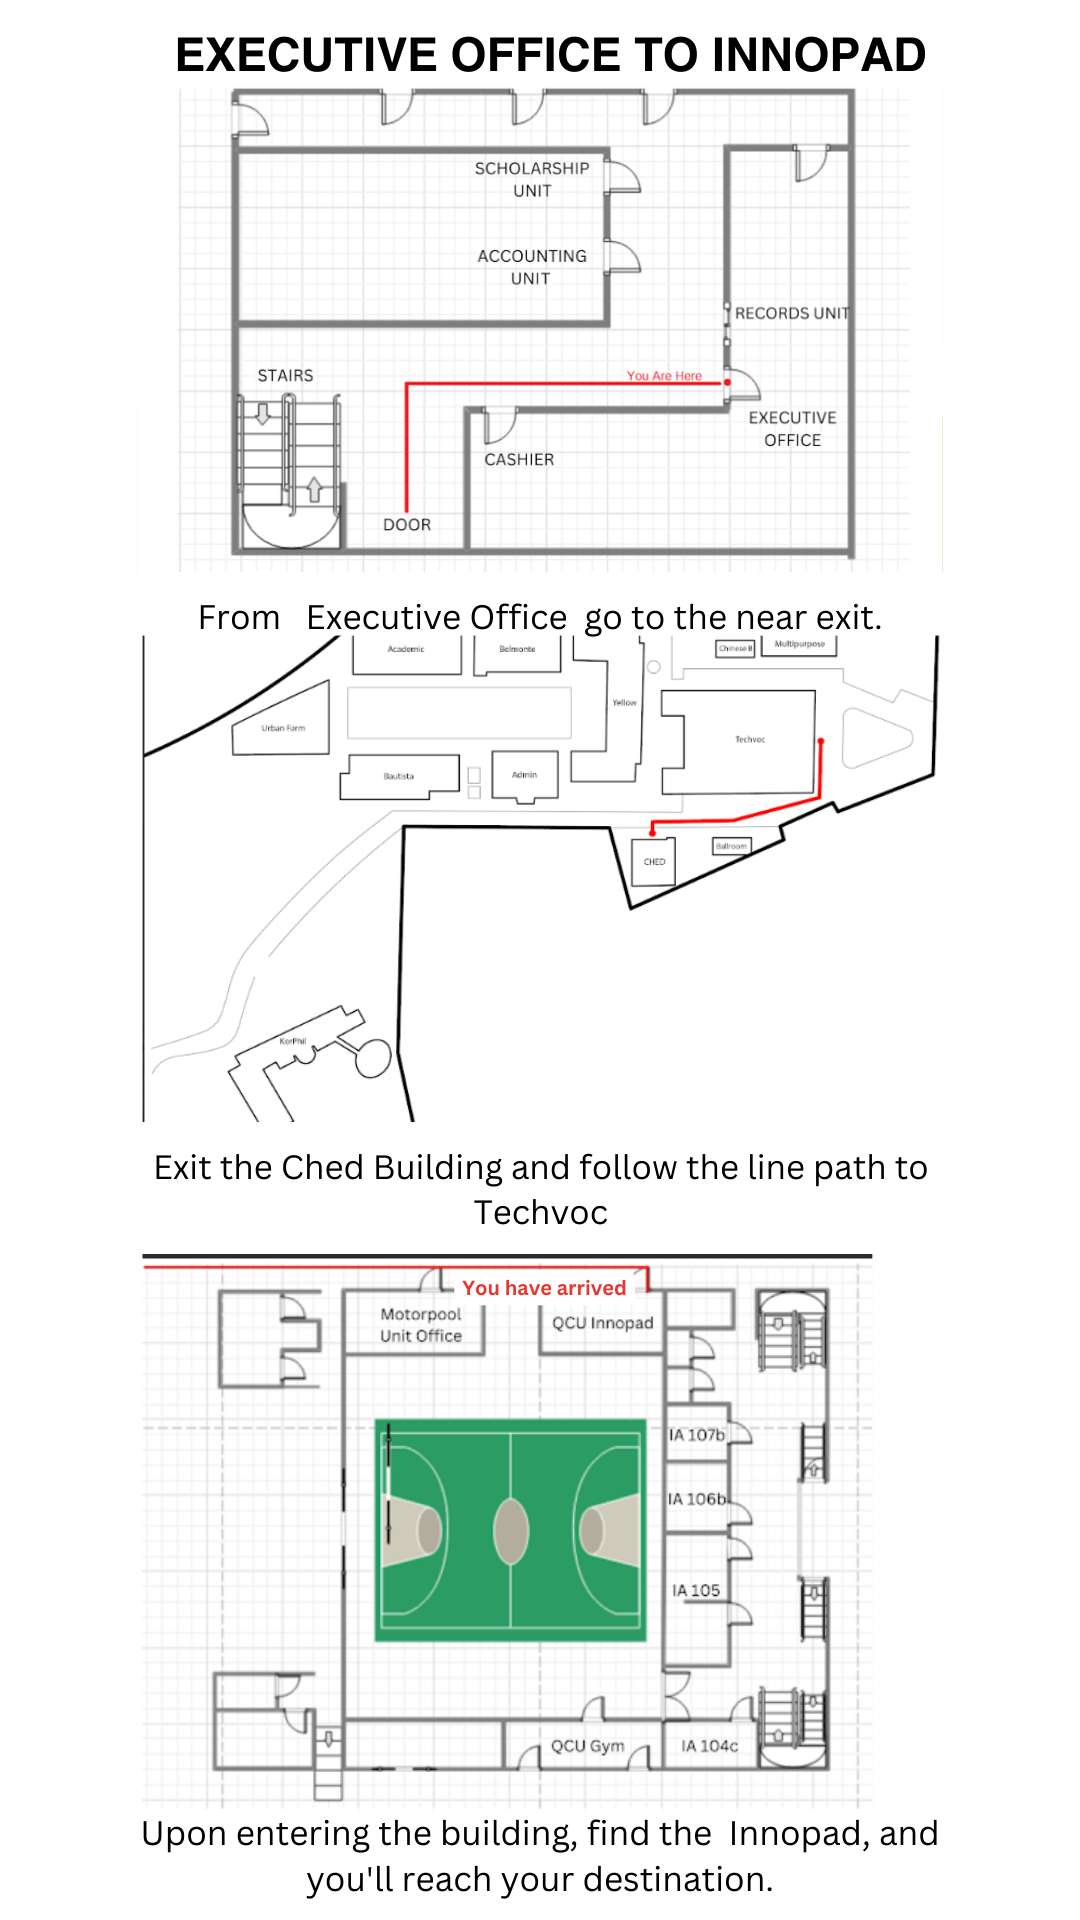 EXECUTIVE OFFICE TO INNOPAD
SCHOLARSHIP
UNIT
ACCOUNTING
UNIT
RECORDS UNIT
STAIRS
You Are Here
EXECUTIVE
OFFICE
CASHIER
DOOR
From Executive Office go to the near exit.
Academic
Belmonte
Chinese B
Multipurpose
Yellow
Urban Farm
Techvoc
Bautista
Admin
Ballroom
CHED
KorPhil
Exit the Ched Building and follow the line path to
Techvoc
You have arrived
Motorpool
Unit Office
QCU Innopad
IA 107b
IA 106b
IA 105
QCU Gym
IA 104c
Upon entering the building, find the Innopad, and
you'll reach your destination.